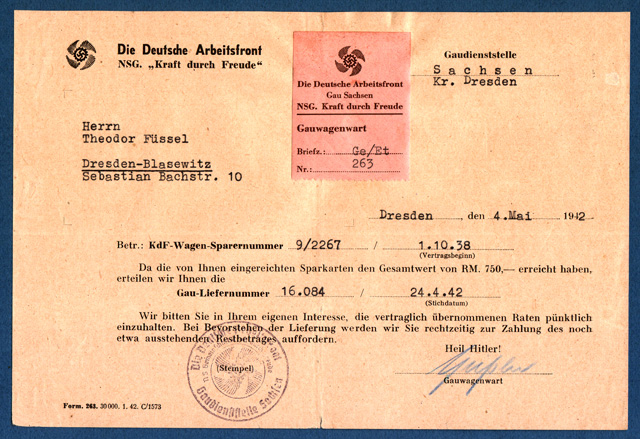 Die Deutsche Arbeitsfront
NSG. „Kraft durch Freude"
Die Deutsche Arbeitsfront
Gau Sachsen
NSG. Kraft durch Freude
Gauwagenwart
Briefz.: Ge/Et
Nr.: 263
Gaudienststelle
Sachsen
Kr. Dresden
Herrn
Theodor Füssel
Dresden-Blasewitz
Sebastian Bachstr. 10
Dresden, den 4.Mai 1942
Betr.: KdF-Wagen-Sparernummer 9/2267 / 1.10.38
(Vertragsbeginn)
Da die von Ihnen eingereichten Sparkarten den Gesamtwert von RM. 750,— erreicht haben,
erteilen wir Ihnen die
Gau-Liefernummer 16.084 / 24.4.42
(Stichdatum)
Wir bitten Sie in Ihrem eigenen Interesse, die vertraglich übernommenen Raten pünktlich
einzuhalten. Bei Bevorstehen der Lieferung werden wir Sie rechtzeitig zur Zahlung des noch
etwa ausstehenden Restbetrages auffordern.
Heil Hitler!
Gauwagenwart
(Stempel)
Gaudienststelle Sachsen
Form. 263. 30000. 1. 42. C/1573